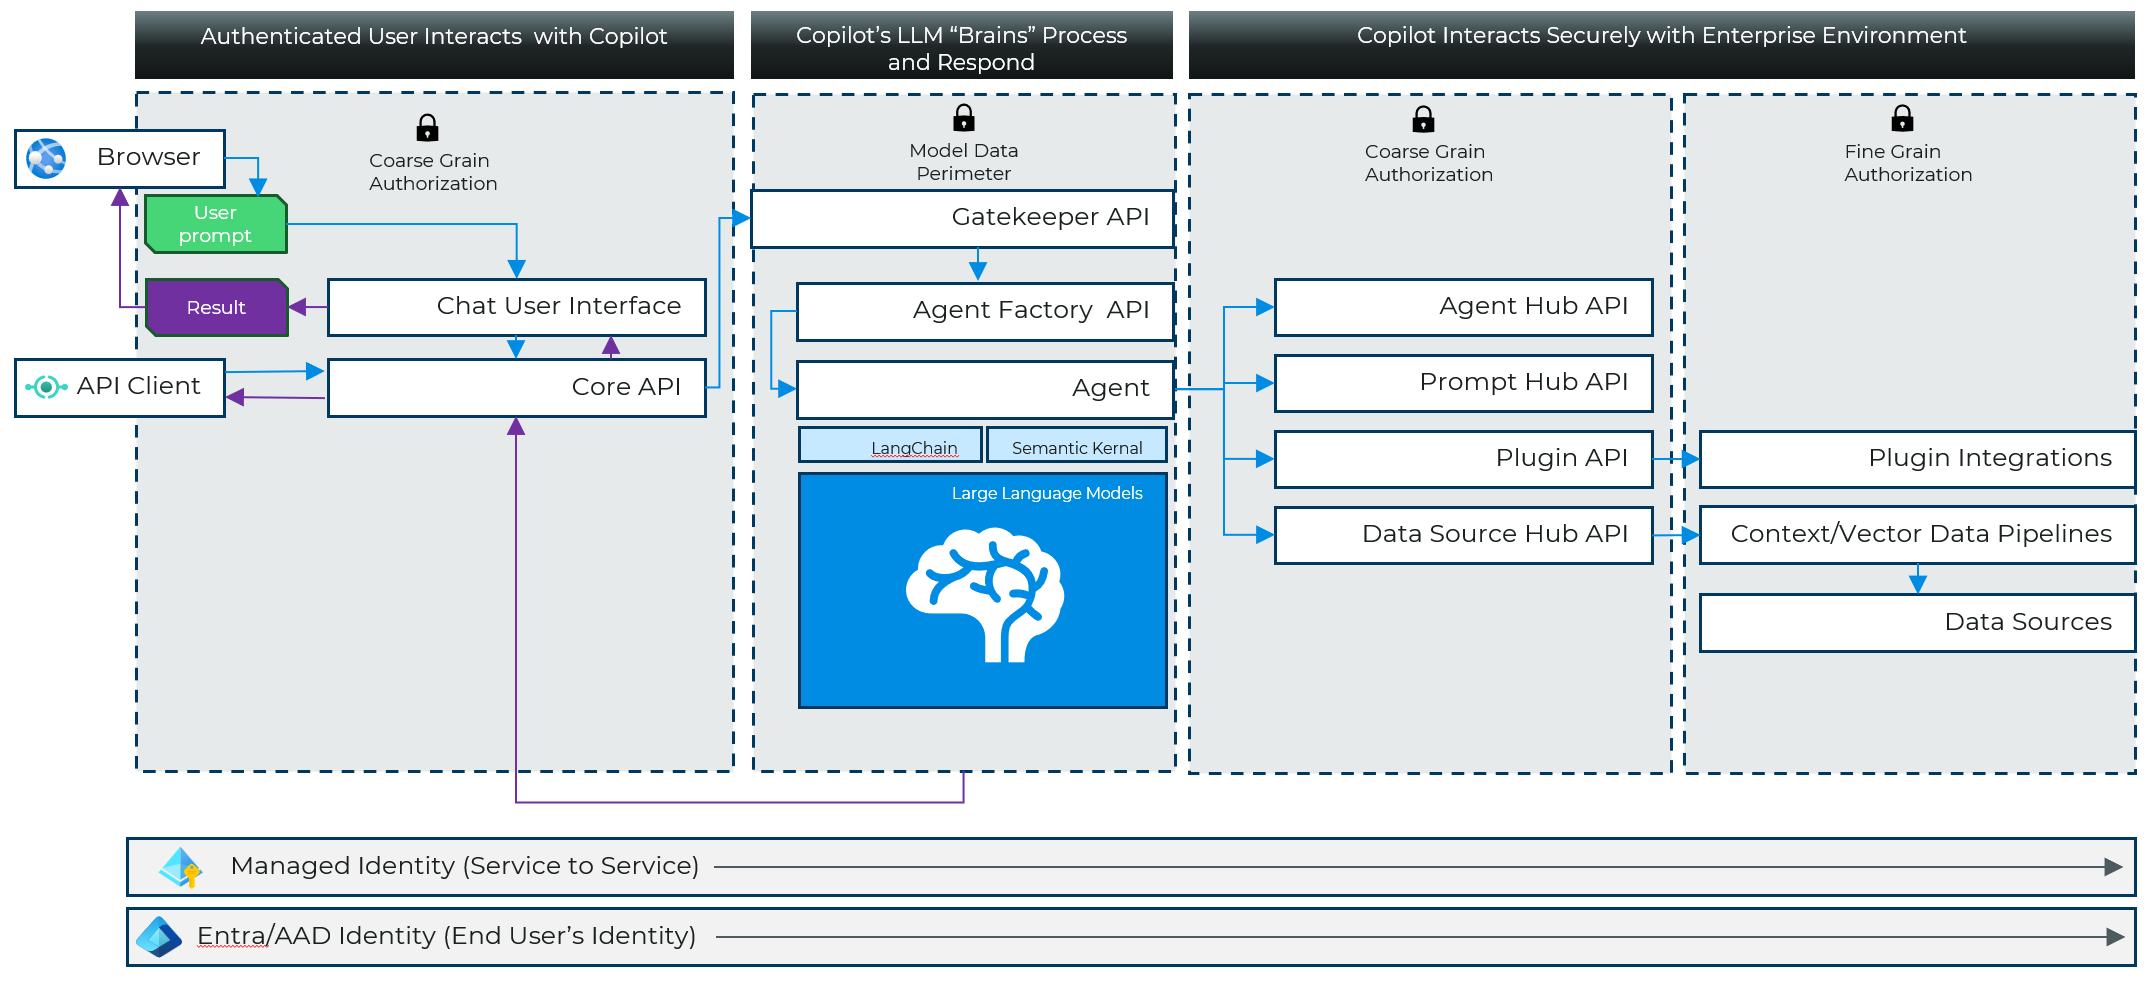 Authenticated User Interacts with Copilot
Copilot's LLM “Brains” Process
and Respond
Copilot Interacts Securely with Enterprise Environment
Coarse Grain
Authorization
Model Data
Perimeter
Coarse Grain
Authorization
Fine Grain
Authorization
Browser
User
prompt
Result
Chat User Interface
API Client
Core API
Gatekeeper API
Agent Factory API
Agent
LangChain
Semantic Kernal
Large Language Models
Agent Hub API
Prompt Hub API
Plugin API
Data Source Hub API
Plugin Integrations
Context/Vector Data Pipelines
Data Sources
Managed Identity (Service to Service)
Entra/AAD Identity (End User's Identity)